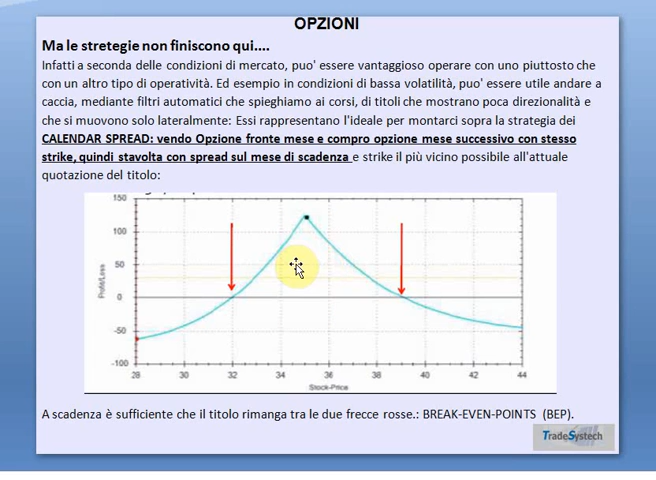 OPZIONI
Ma le stretegie non finiscono qui....
Infatti a seconda delle condizioni di mercato, puo' essere vantaggioso operare con uno piuttosto che
con un altro tipo di operatività. Ed esempio in condizioni di bassa volatilità, puo' essere utile andare a
caccia, mediante filtri automatici che spieghiamo ai corsi, di titoli che mostrano poca direzionalità e
che si muovono solo lateralmente: Essi rappresentano l'ideale per montarci sopra la strategia dei
CALENDAR SPREAD: vendo Opzione fronte mese e compro opzione mese successivo con stesso
strike, quindi stavolta con spread sul mese di scadenza e strike il più vicino possibile all'attuale
quotazione del titolo:
150
100
50
0
-50
-100
Profit/Loss
28 30 32 34 36 38 40 42 44
Stock-Price
A scadenza è sufficiente che il titolo rimanga tra le due frecce rosse.: BREAK-EVEN-POINTS (BEP).
TradeSystech